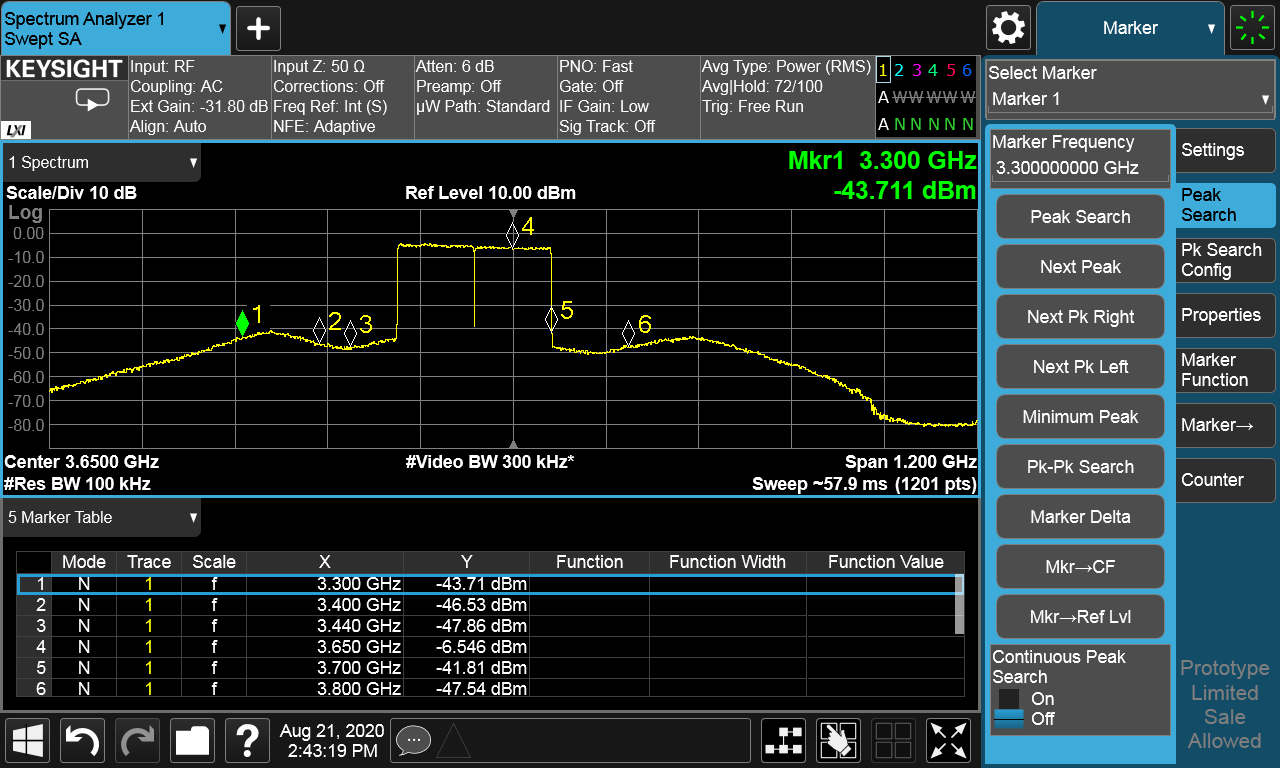 Spectrum Analyzer 1
Swept SA
Marker
KEYSIGHT
LXI
Input: RF
Coupling: AC
Ext Gain: -31.80 dB
Align: Auto
Input Z: 50 Ω
Corrections: Off
Freq Ref: Int (S)
NFE: Adaptive
Atten: 6 dB
Preamp: Off
µW Path: Standard
PNO: Fast
Gate: Off
IF Gain: Low
Sig Track: Off
Avg Type: Power (RMS)
Avg|Hold: 72/100
Trig: Free Run
1 2 3 4 5 6
A W W W W W
A N N N N N
1 Spectrum
Mkr1 3.300 GHz
-43.711 dBm
Scale/Div 10 dB
Ref Level 10.00 dBm
Log
0.00
-10.0
-20.0
-30.0
-40.0
-50.0
-60.0
-70.0
-80.0
1
2
3
4
5
6
Center 3.6500 GHz
#Video BW 300 kHz*
Span 1.200 GHz
#Res BW 100 kHz
Sweep ~57.9 ms (1201 pts)
5 Marker Table
Mode Trace Scale X Y Function Function Width Function Value
1 N 1 f 3.300 GHz -43.71 dBm
2 N 1 f 3.400 GHz -46.53 dBm
3 N 1 f 3.440 GHz -47.86 dBm
4 N 1 f 3.650 GHz -6.546 dBm
5 N 1 f 3.700 GHz -41.81 dBm
6 N 1 f 3.800 GHz -47.54 dBm
?
Aug 21, 2020
2:43:19 PM
Select Marker
Marker 1
Marker Frequency
3.300000000 GHz
Peak Search
Next Peak
Next Pk Right
Next Pk Left
Minimum Peak
Pk-Pk Search
Marker Delta
Mkr→CF
Mkr→Ref Lvl
Continuous Peak
Search
On
Off
Settings
Peak
Search
Pk Search
Config
Properties
Marker
Function
Marker→
Counter
Prototype
Limited
Sale
Allowed